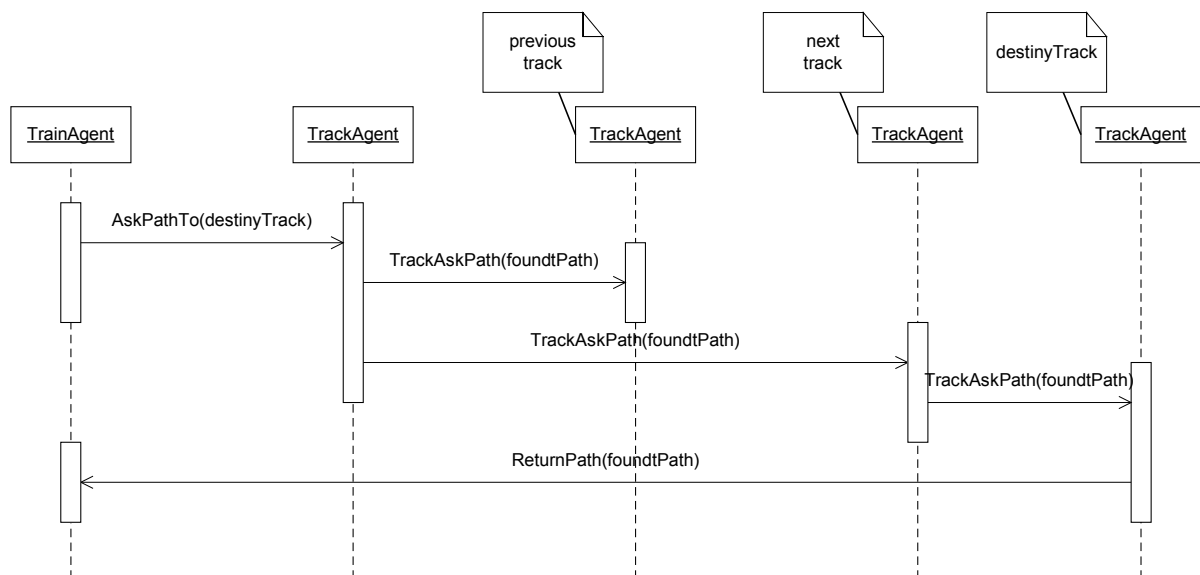 previous
track
next
track
destinyTrack
TrainAgent
TrackAgent
TrackAgent
TrackAgent
TrackAgent
AskPathTo(destinyTrack)
TrackAskPath(foundtPath)
TrackAskPath(foundtPath)
TrackAskPath(foundtPath)
ReturnPath(foundtPath)